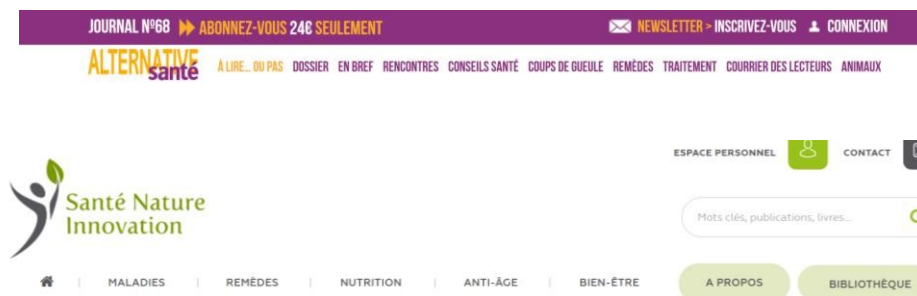 JOURNAL Nº68 ABONNEZ-VOUS 24€ SEULEMENT NEWSLETTER > INSCRIVEZ-VOUS CONNEXION
ALTERNATIVE santé À LIRE... OU PAS DOSSIER EN BREF RENCONTRES CONSEILS SANTÉ COUPS DE GUEULE REMÈDES TRAITEMENT COURRIER DES LECTEURS ANIMAUX
ESPACE PERSONNEL CONTACT
Santé Nature
Innovation
Mots clés, publications, livres...
MALADIES REMÈDES NUTRITION ANTI-ÂGE BIEN-ÊTRE A PROPOS BIBLIOTHÈQUE